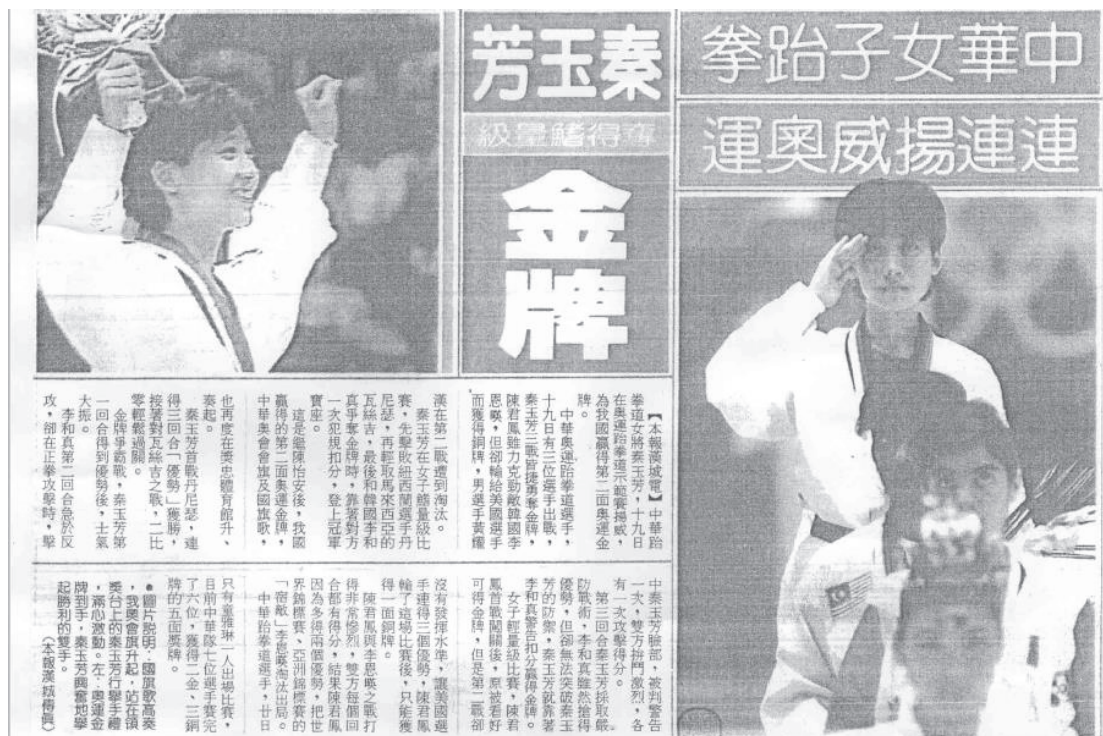 中華女子跆拳
連連揚威奧運
秦玉芳
奪得鰭量級
金牌
【本報漢城電】中華跆
拳道女將秦玉芳,十九日
在奧運跆拳道示範賽揚威,
為我國贏得第二面奧運金
牌。
中華奧運跆拳道選手,
十九日有三位選手出戰,
秦玉芳三戰皆捷勇奪金牌,
陳君鳳雖力克勁敵韓國李
恩暎,但卻輸給美國選手
而獲得銅牌,男選手黃耀
漢在第二戰遭到淘汰。
秦玉芳在女子鰭量級比
賽,先擊敗紐西蘭選手丹
尼瑟,再輕取馬來西亞的
瓦絲吉,最後和韓國李和
真爭奪金牌時,靠著對方
一次犯規扣分,登上冠軍
寶座。
這是繼陳怡安後,我國
贏得的第二面奧運金牌,
中華奧會會旗及國旗歌,
也再度在奬忠體育館升、
奏起。
秦玉芳首戰丹尼瑟,連
得三回合「優勢」獲勝,
接著對瓦絲吉之戰,二比
零輕鬆過關。
金牌爭霸戰,秦玉芳第
一回合得到優勢後,士氣
大振。
李和真第二回合急於反
攻,卻在正拳攻擊時,擊
中秦玉芳臉部,被判警告
一次,雙方拚鬥激烈,各
有一次攻擊得分。
第三回合秦玉芳採取嚴
防戰術,李和真雖然搶得
優勢,但卻無法突破秦玉
芳的防禦,秦玉芳就靠著
李和真警告扣分贏得金牌。
女子輕量級比賽,陳君
鳳首戰闖關後,原被看好
可得金牌,但是第二戰卻
沒有發揮水準,讓美國選
手連得三個優勢,陳君鳳
輸了這場比賽後,只能獲
得一面銅牌。
陳君鳳與李恩暎之戰打
得非常慘烈,雙方每個回
合都有得分,結果陳君鳳
因為多得兩個優勢,把世
界錦標賽、亞洲錦標賽的
「宿敵」李恩暎淘汰出局。
中華跆拳道選手,廿日
只有童雅琳一人出場比賽,
目前中華隊七位選手賽完
了六位,獲得二金、三銅
牌的五面獎牌。
●圖片說明:國旗歌高奏
,我奧會旗升起,站在領
獎台上的秦玉芳行舉手禮
,滿心激動。左:奧運金
牌到手,秦玉芳興奮地舉
起勝利的雙手。
(本報漢城傳真)